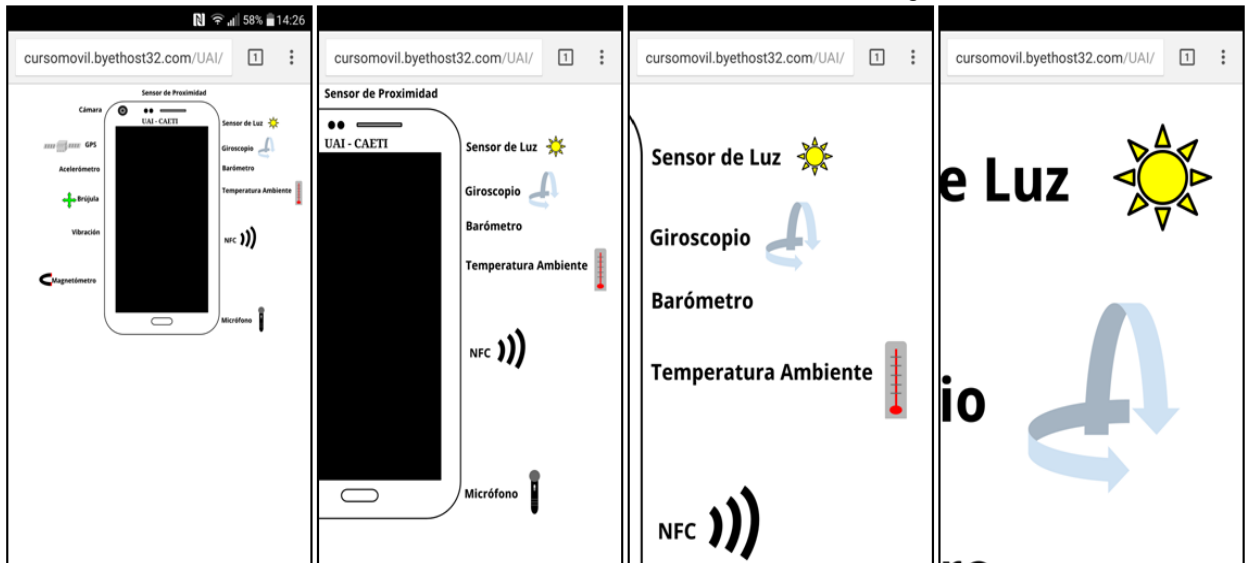 58% 14:26
cursomovil.byethost32.com/UAI/ 1
Sensor de Proximidad
Cámara
UAI - CAETI
Sensor de Luz
GPS
Giroscopio
Acelerómetro
Barómetro
Brújula
Temperatura Ambiente
Vibración
NFC
Magnetómetro
Micrófono
cursomovil.byethost32.com/UAI/ 1
Sensor de Proximidad
UAI - CAETI
Sensor de Luz
Giroscopio
Barómetro
Temperatura Ambiente
NFC
Micrófono
cursomovil.byethost32.com/UAI/ 1
Sensor de Luz
Giroscopio
Barómetro
Temperatura Ambiente
NFC
cursomovil.byethost32.com/UAI/ 1
e Luz
io